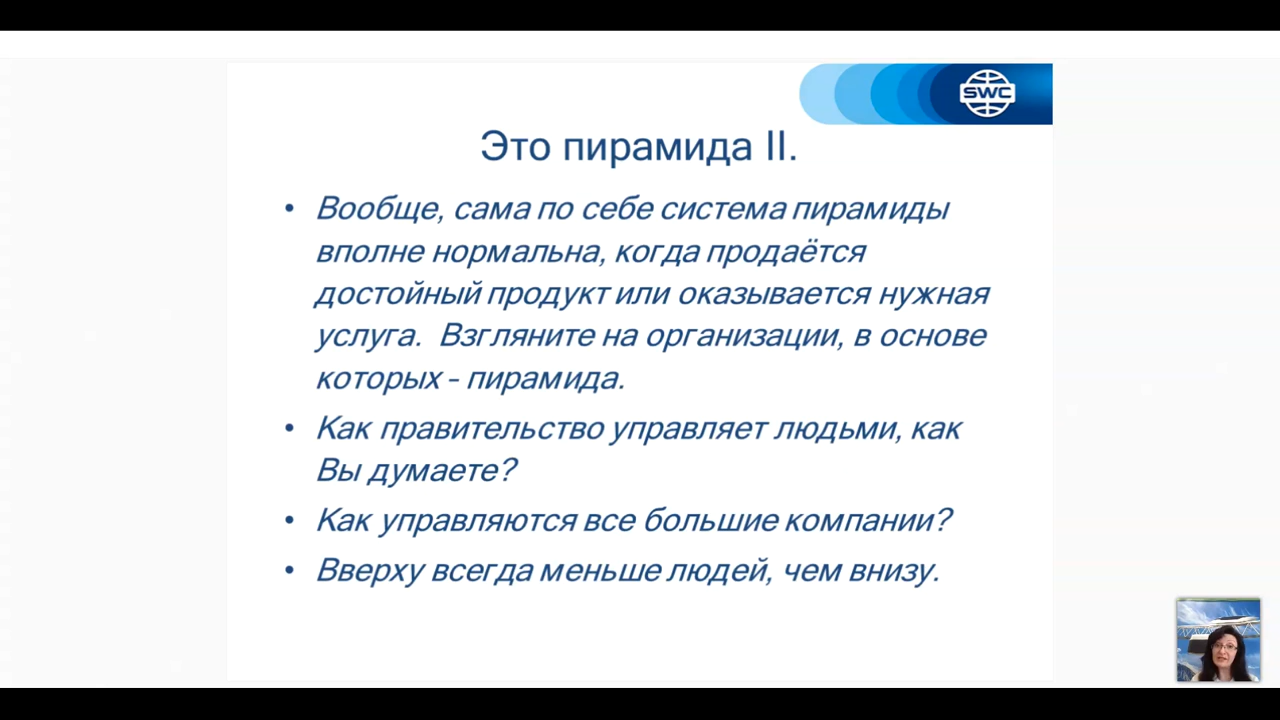 SWC
Это пирамида II.
• Вообще, сама по себе система пирамиды
вполне нормальна, когда продаётся
достойный продукт или оказывается нужная
услуга. Взгляните на организации, в основе
которых - пирамида.
• Как правительство управляет людьми, как
Вы думаете?
• Как управляются все большие компании?
• Вверху всегда меньше людей, чем внизу.